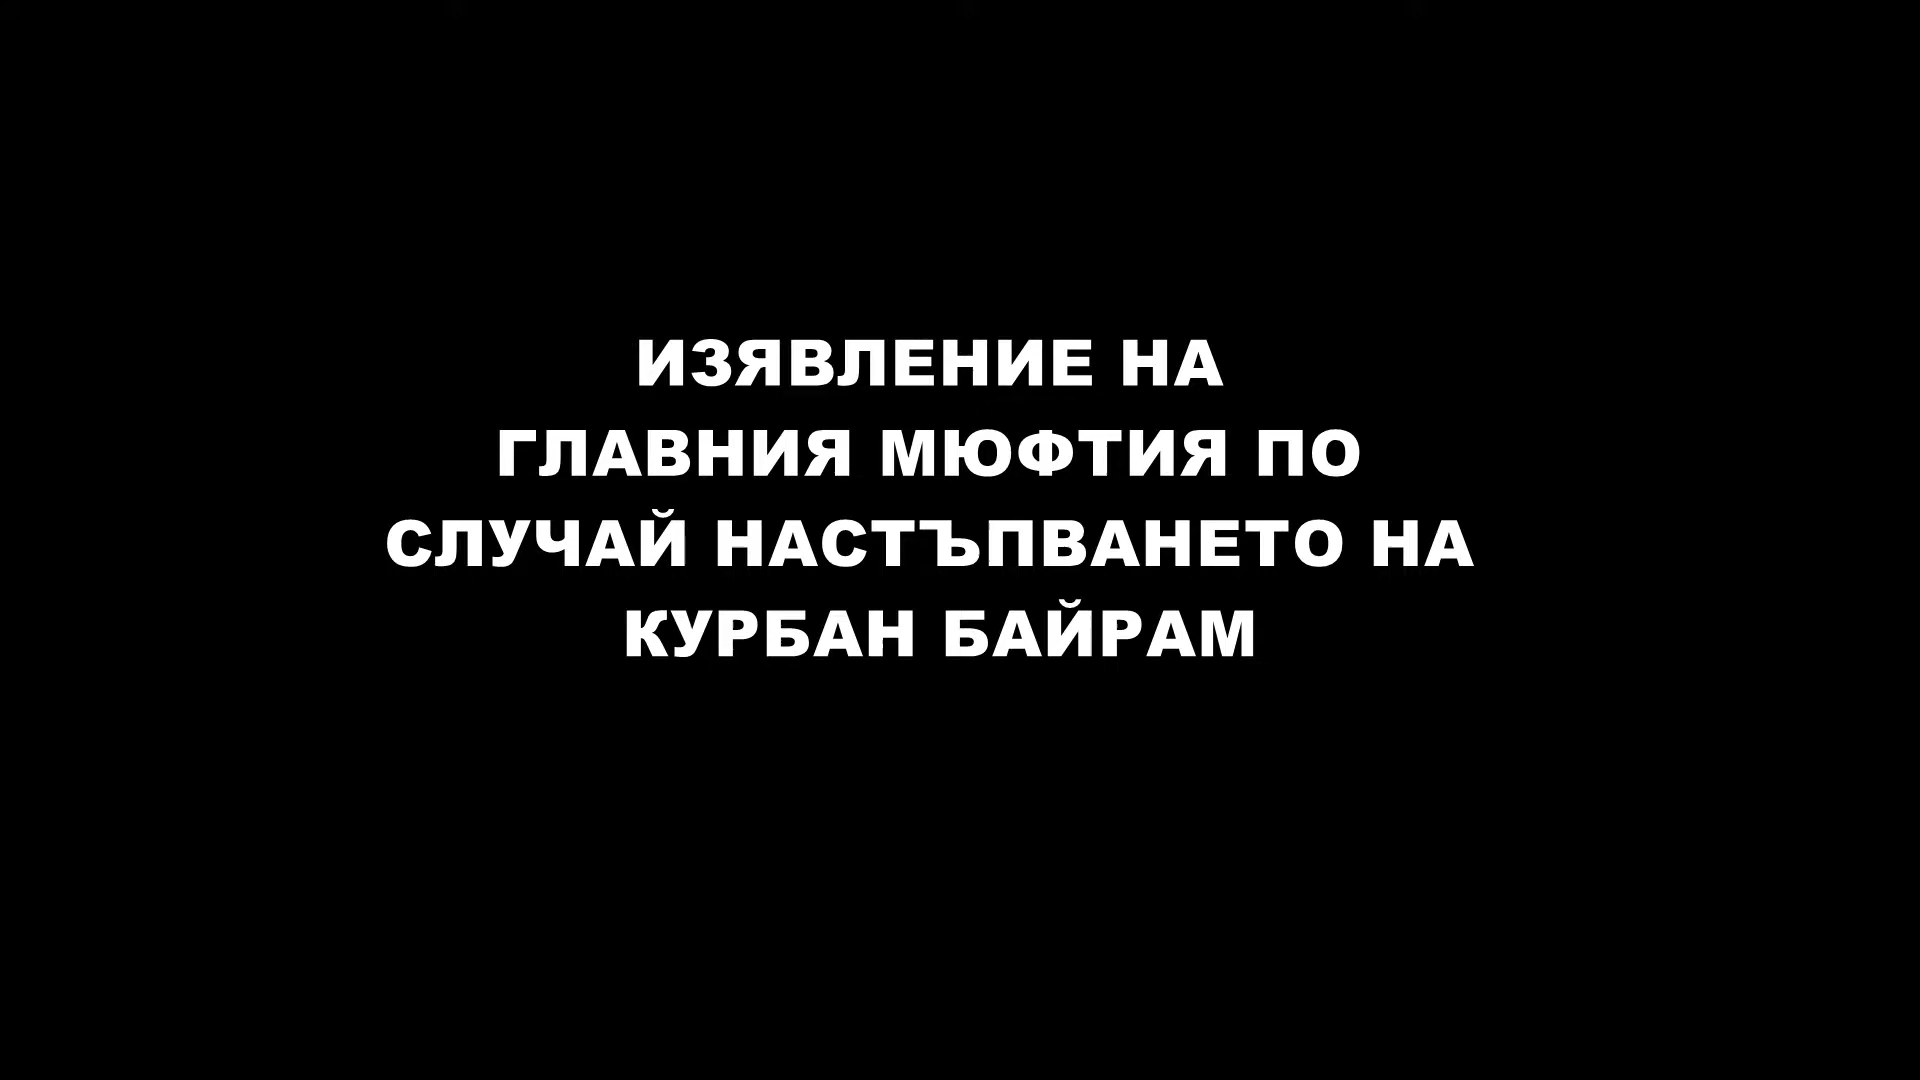 ИЗЯВЛЕНИЕ НА
ГЛАВНИЯ МЮФТИЯ ПО
СЛУЧАЙ НАСТЪПВАНЕТО НА
КУРБАН БАЙРАМ